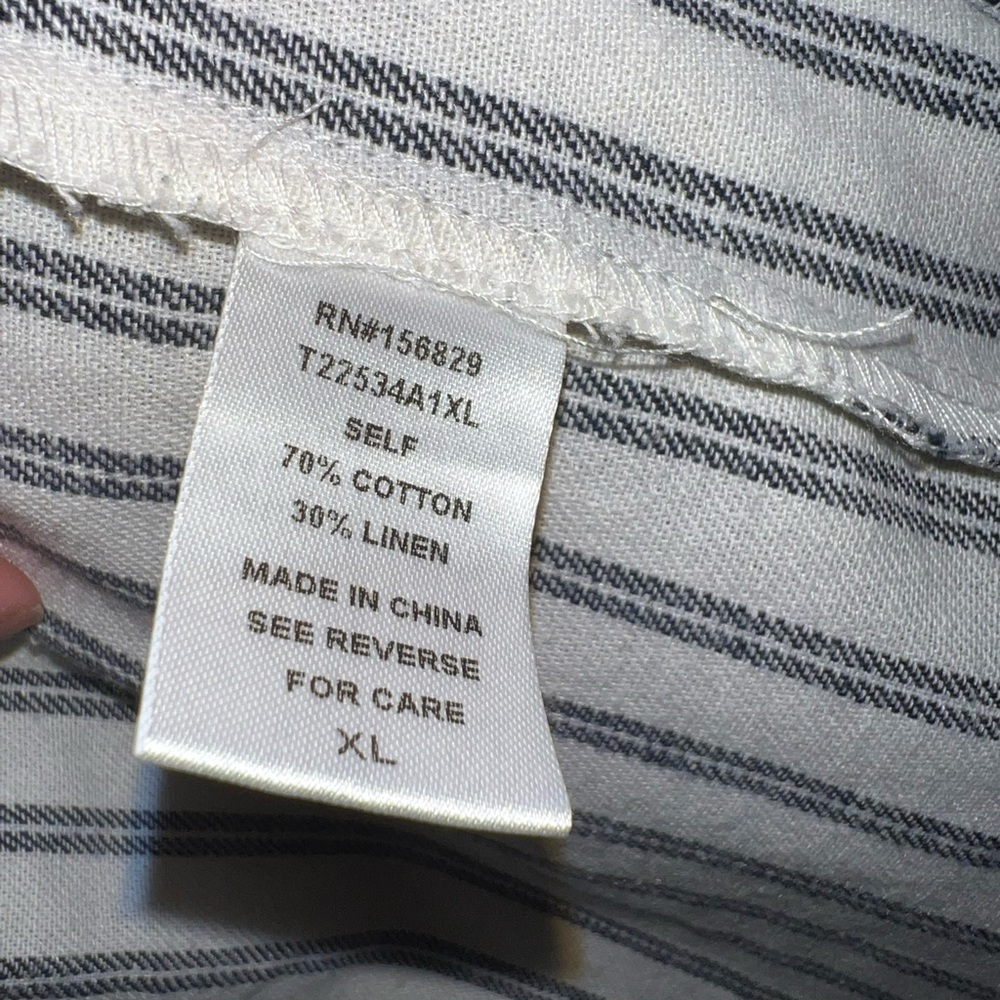 RN#156829
T22534A1XL
SELF
70% COTTON
30% LINEN
MADE IN CHINA
SEE REVERSE
FOR CARE
XL